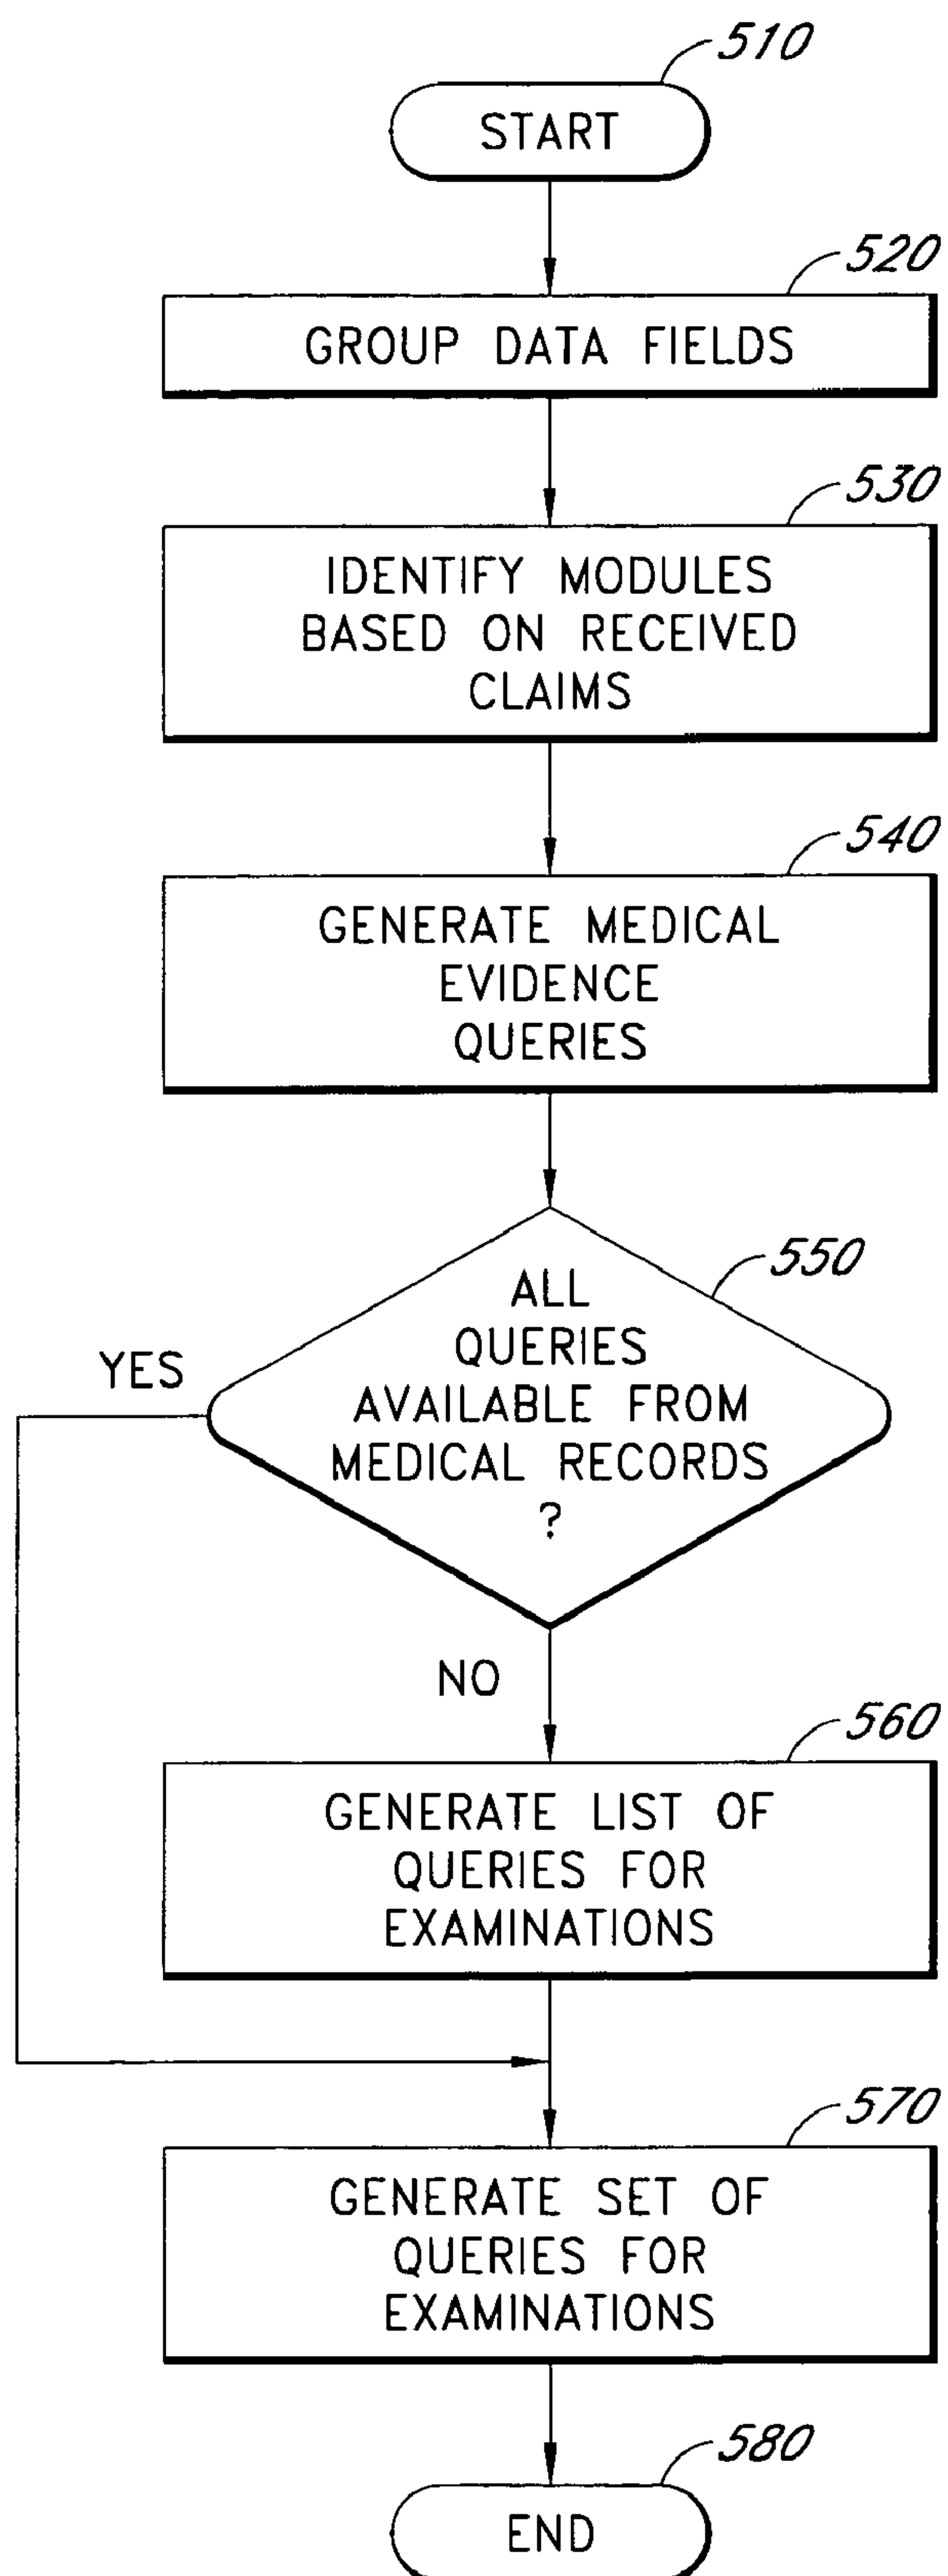 510
START
520
GROUP DATA FIELDS
530
IDENTIFY MODULES
BASED ON RECEIVED
CLAIMS
540
GENERATE MEDICAL
EVIDENCE
QUERIES
550
ALL
QUERIES
AVAILABLE FROM
MEDICAL RECORDS
?
YES
NO
560
GENERATE LIST OF
QUERIES FOR
EXAMINATIONS
570
GENERATE SET OF
QUERIES FOR
EXAMINATIONS
580
END